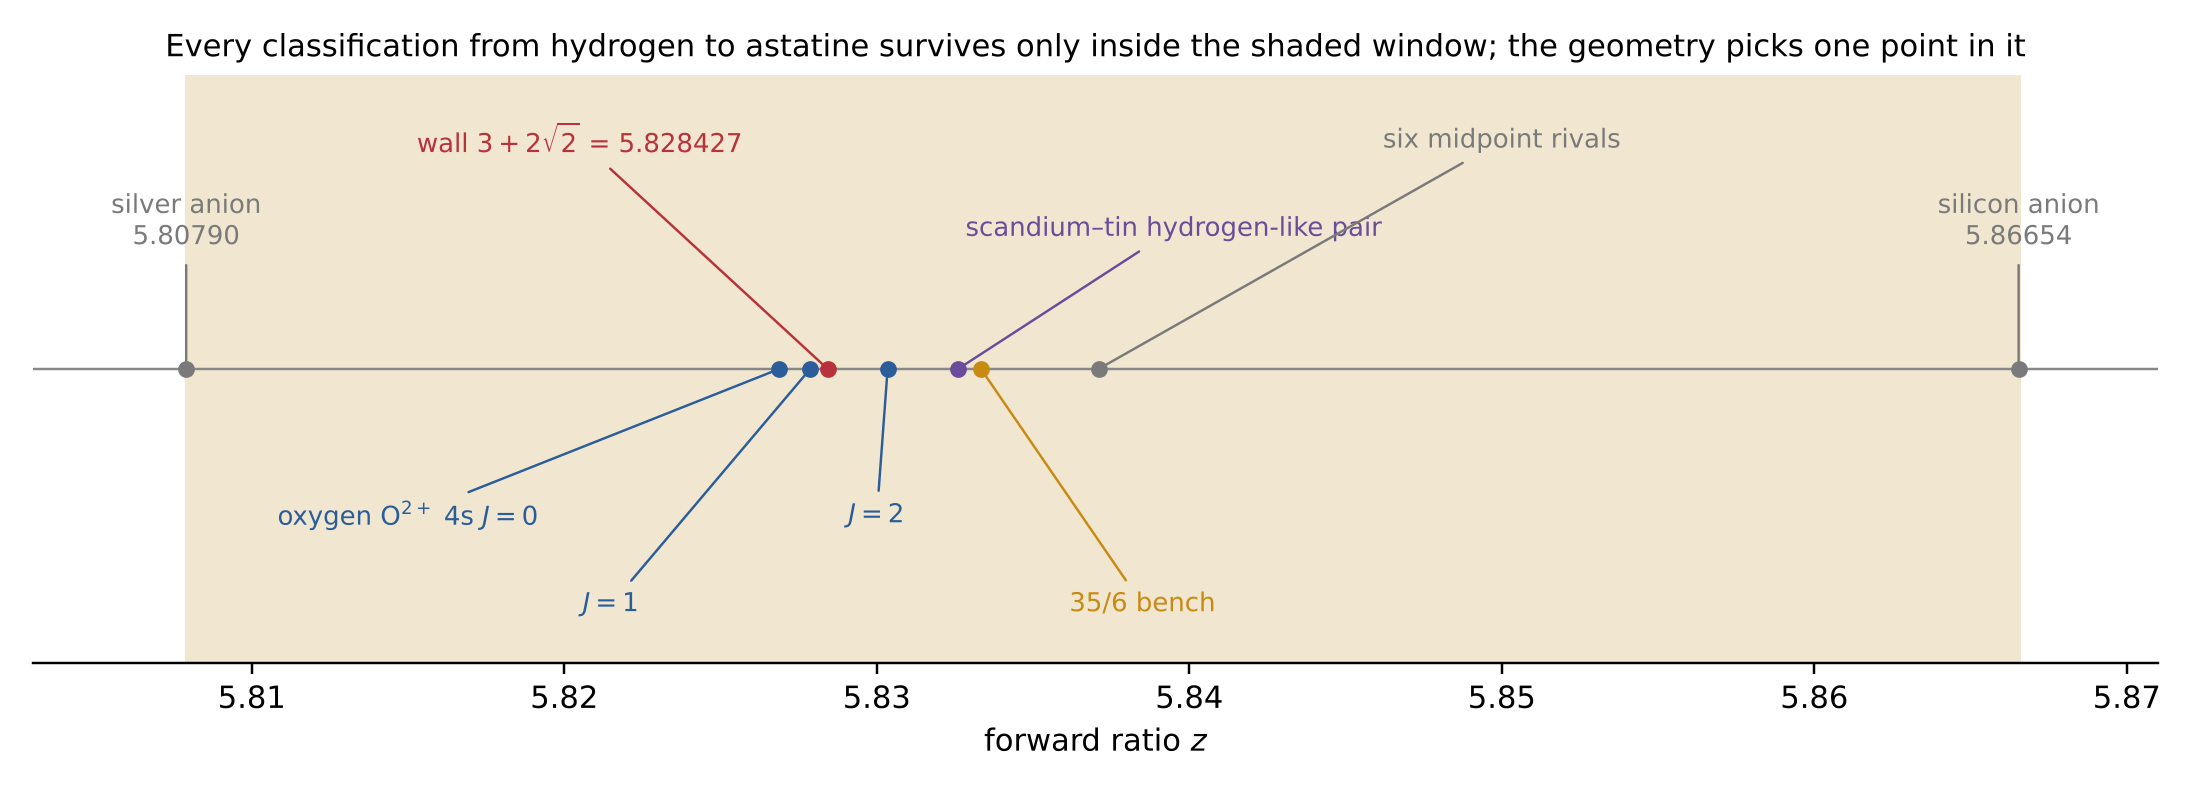 Every classification from hydrogen to astatine survives only inside the shaded window; the geometry picks one point in it
wall 3 + 2√2 = 5.828427
six midpoint rivals
silver anion
5.80790
scandium–tin hydrogen-like pair
silicon anion
5.86654
oxygen O²⁺ 4s J = 0
J = 2
J = 1
35/6 bench
5.81 5.82 5.83 5.84 5.85 5.86 5.87
forward ratio z